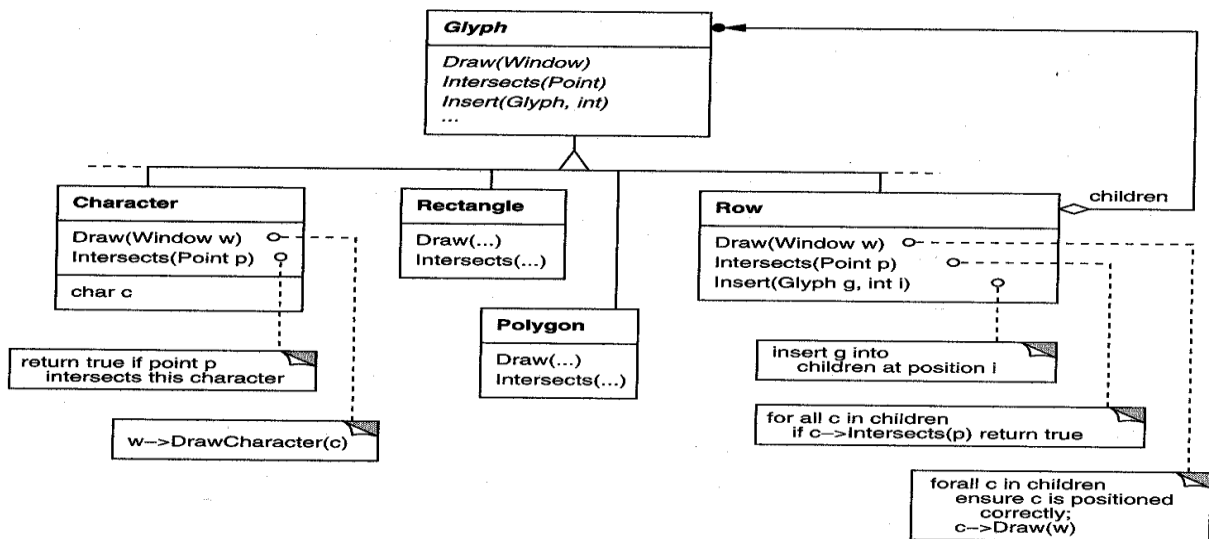 Glyph
Draw(Window)
Intersects(Point)
Insert(Glyph, int)
...
children
Character
Draw(Window w)
Intersects(Point p)
char c
Rectangle
Draw(...)
Intersects(...)
Polygon
Draw(...)
Intersects(...)
Row
Draw(Window w)
Intersects(Point p)
Insert(Glyph g, int i)
return true if point p
intersects this character
w->DrawCharacter(c)
insert g into
children at position i
for all c in children
if c->Intersects(p) return true
forall c in children
ensure c is positioned
correctly;
c->Draw(w)